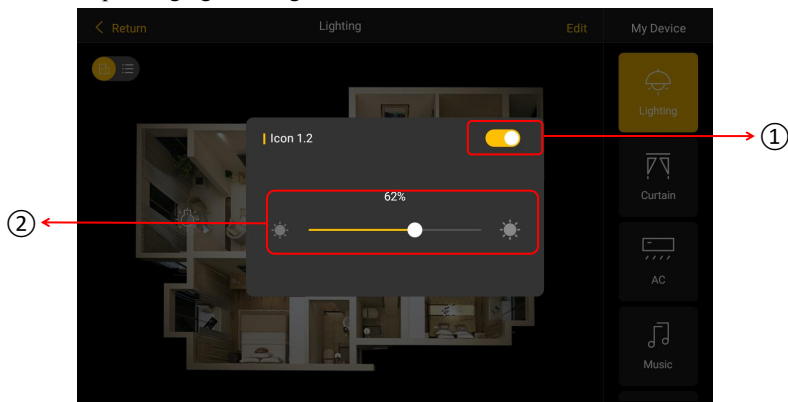 Return
Lighting
Edit
My Device
Lighting
Icon 1.2
①
Curtain
62%
②
AC
Music